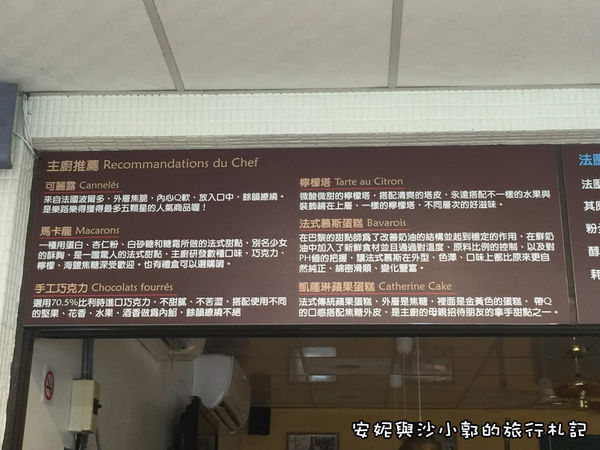 主廚推薦 Recommandations du Chef
可麗露 Cannelés
來自法國波爾多，外層焦脆、內心Q軟，放入口中，餘韻繚繞。
是樂路樂得獲得最多五顆星的人氣商品喔！
馬卡龍 Macarons
一種用蛋白、杏仁粉、白砂糖和糖霜所做的法式甜點，別名少女
的酥胸，是一讚驚人的法式甜點，主廚研發數種口味，巧克力、
檸檬、海鹽焦糖深受歡迎。也有禮盒可以選購講。
手工巧克力 Chocolats fourrés
選用70.5%比利時進口巧克力，不甜膩、不苦澀，搭配使用不同
的堅果、花香、水果、酒香做為內餡，餘韻繚繞不絕
檸檬塔 Tarte au Citron
微酸微甜的檸檬塔，搭配清爽的塔皮，永遠搭配不一樣的水果與
裝飾鋪在上層，一樣的檸檬塔，不同層次的好滋味。
法式慕斯蛋糕 Bavarois
在巴黎的甜點師為了改善奶油的結構並起到穩定的作用，在鮮奶
油中加入了新鮮食材並且通過對溫度，原料比例的控制，以及對
PH值的把握，讓法式慕斯在外型、色澤、口味上都比原來更自
然純正、綿密滑順，變化豐富。
凱薩琳蘋果蛋糕 Catherine Cake
法式傳統蘋果蛋糕，外層是焦糖，裡面是金黃色的蛋糕， 帶Q
的口感搭配焦糖外皮，是主廚的母親招待朋友的拿手甜點之一。
安妮與沙小郭的旅行札記